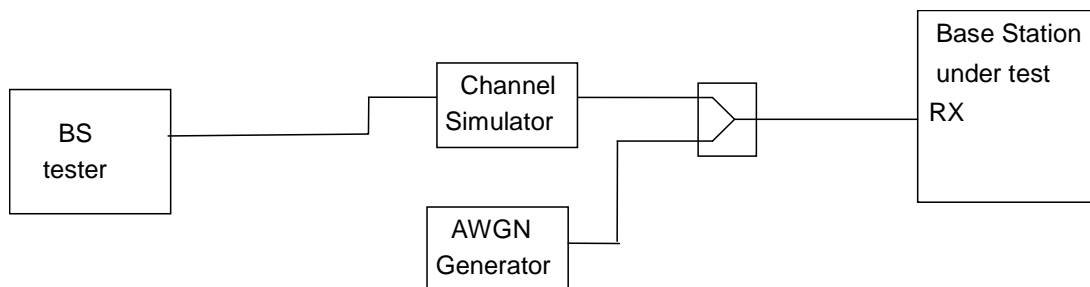 BS
tester
Channel
Simulator
AWGN
Generator
Base Station
under test
RX